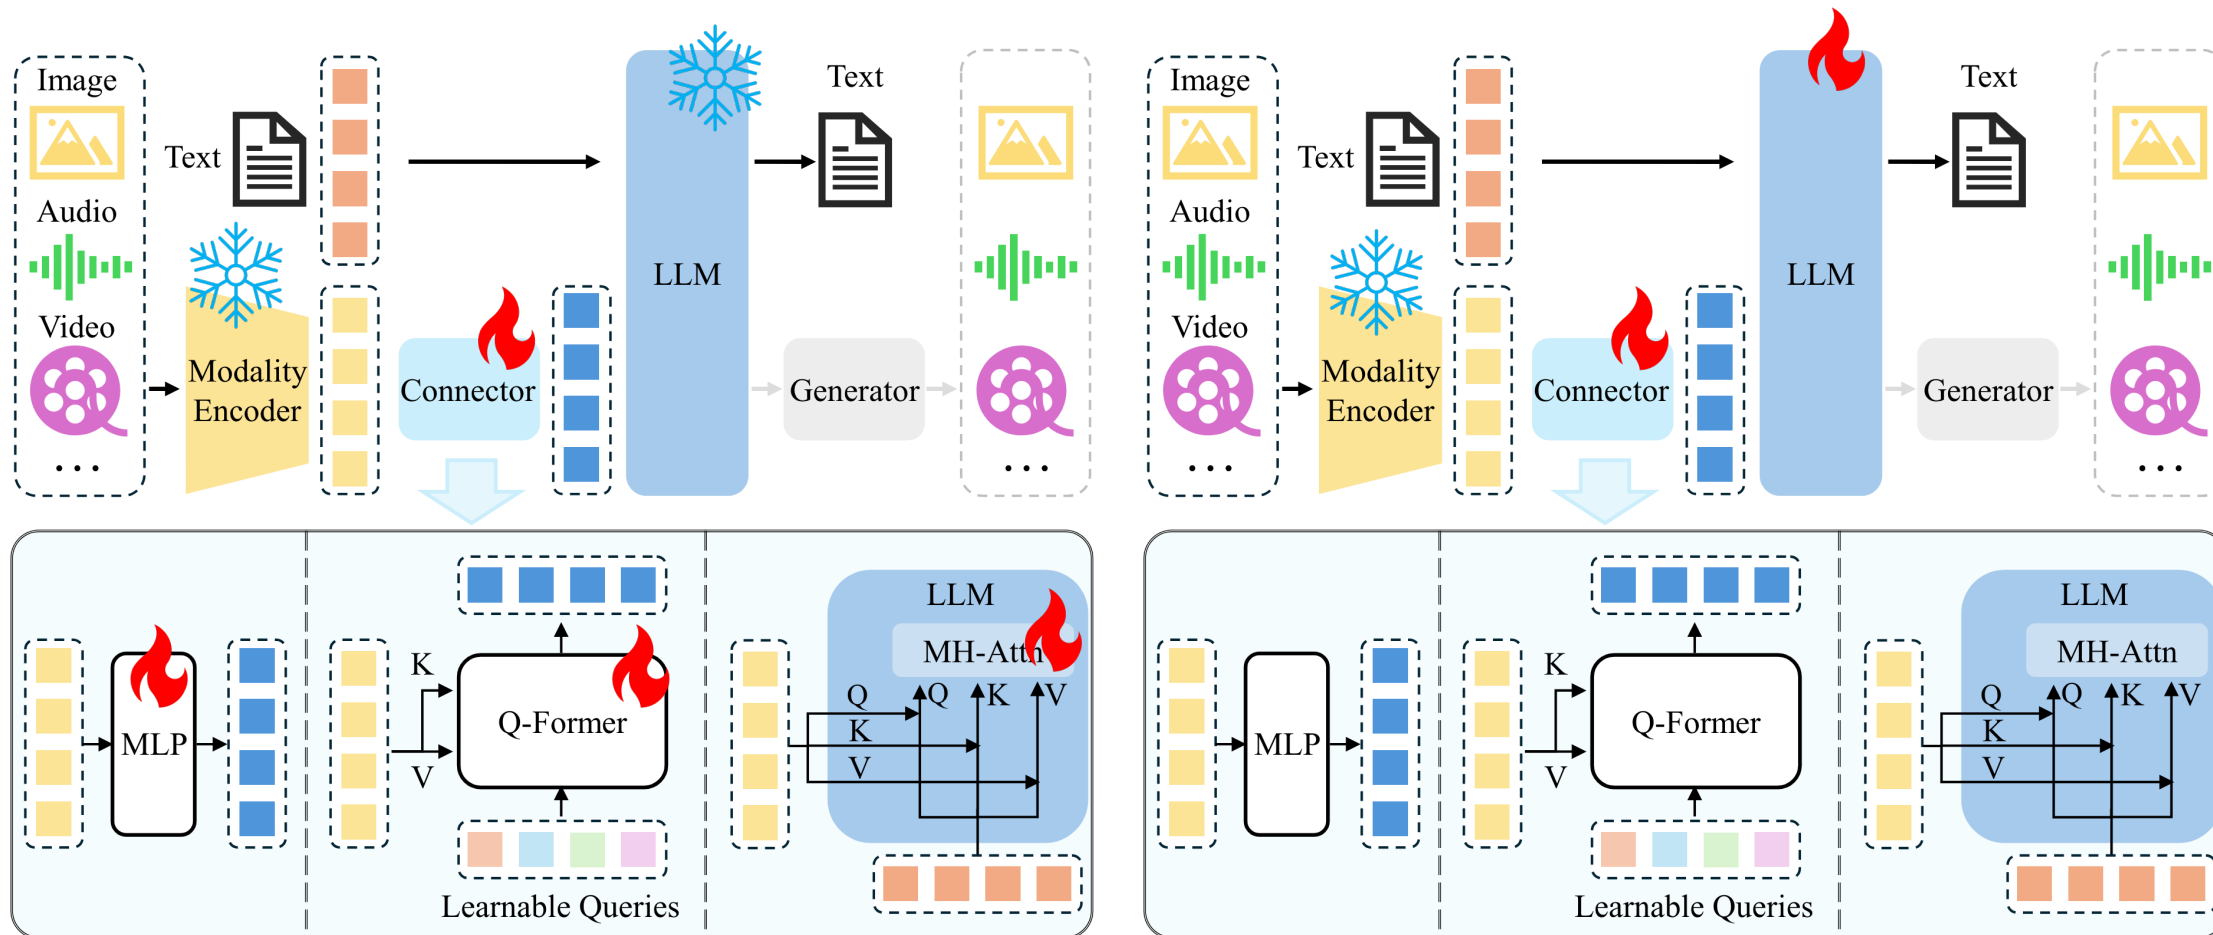 Image
Text
Audio
Video
...
Modality
Encoder
Connector
LLM
Text
Generator
...
MLP
K
V
Q-Former
Learnable Queries
LLM
MH-Attn
Q
K
V
Q
K
V
Image
Text
Audio
Video
...
Modality
Encoder
Connector
LLM
Text
Generator
...
MLP
K
V
Q-Former
Learnable Queries
LLM
MH-Attn
Q
K
V
Q
K
V